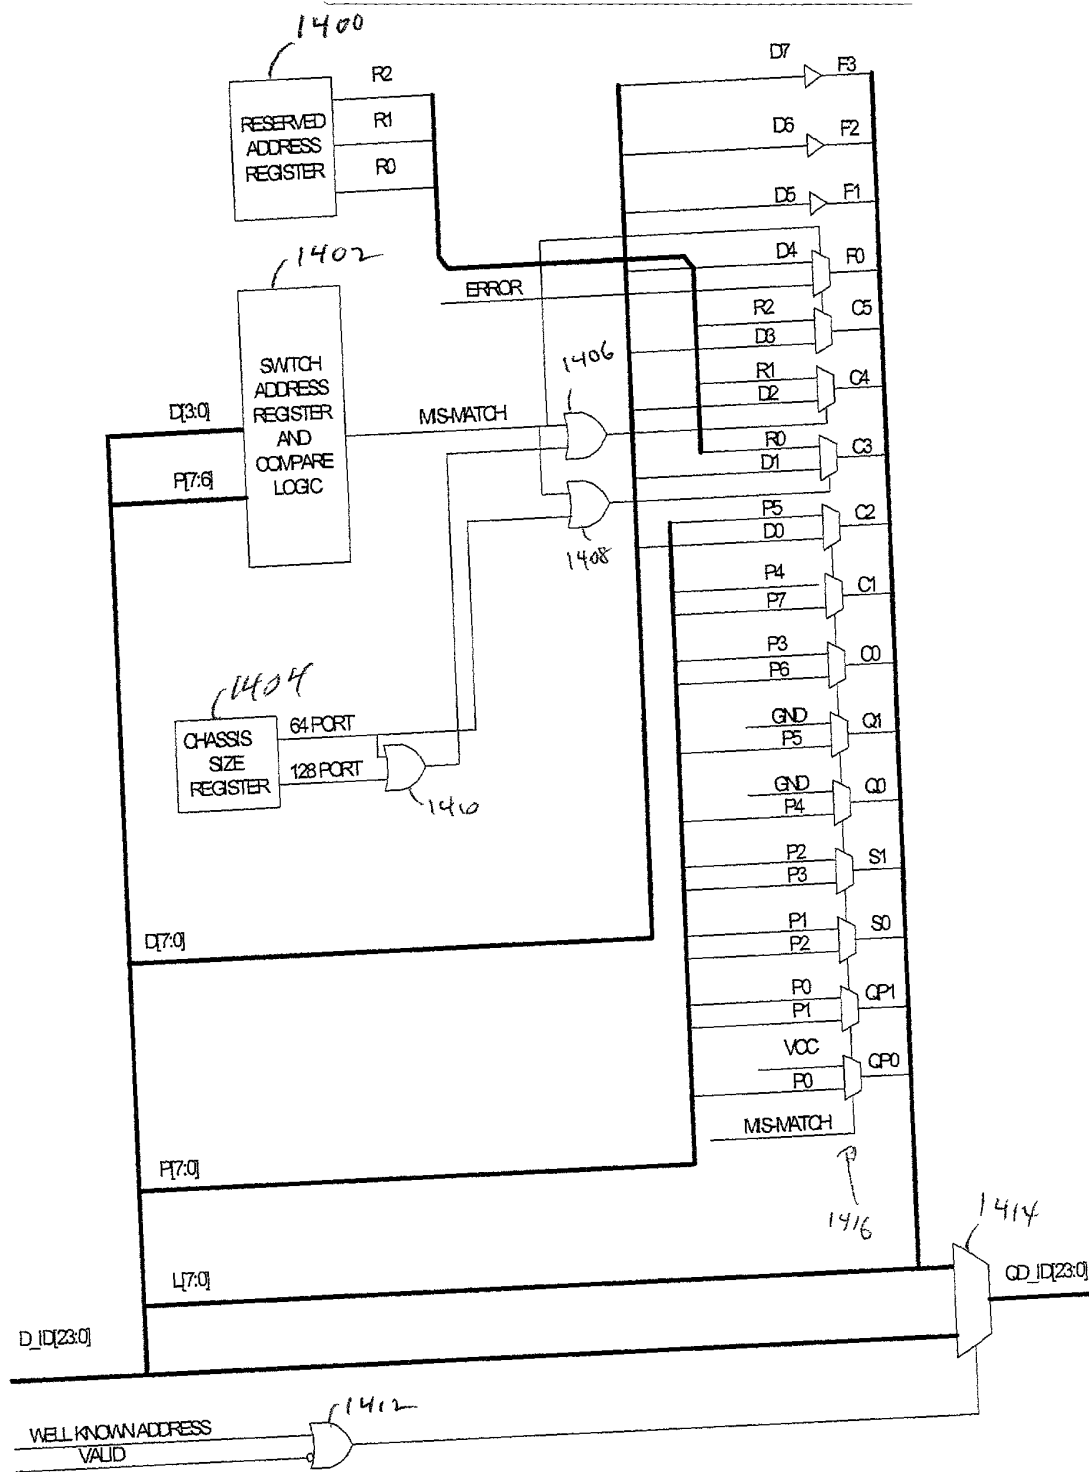 1400
RESERVED
ADDRESS
REGISTER
R2
R1
R0
1402
SWITCH
ADDRESS
REGISTER
AND
COMPARE
LOGIC
D[3:0]
P[7:6]
MIS-MATCH
ERROR
1406
1408
1404
CHASSIS
SIZE
REGISTER
64 PORT
128 PORT
1410
D7
F3
D6
F2
D5
F1
D4
F0
R2
C5
D3
R1
C4
D2
R0
C3
D1
P5
C2
D0
P4
C1
P7
P3
C0
P6
GND
Q1
P5
GND
Q0
P4
P2
S1
P3
P1
S0
P2
P0
QP1
P1
VCC
QP0
P0
MIS-MATCH
1416
D[7:0]
P[7:0]
L[7:0]
D_ID[23:0]
1414
QD_ID[23:0]
1412
WELL KNOWN ADDRESS
VALID